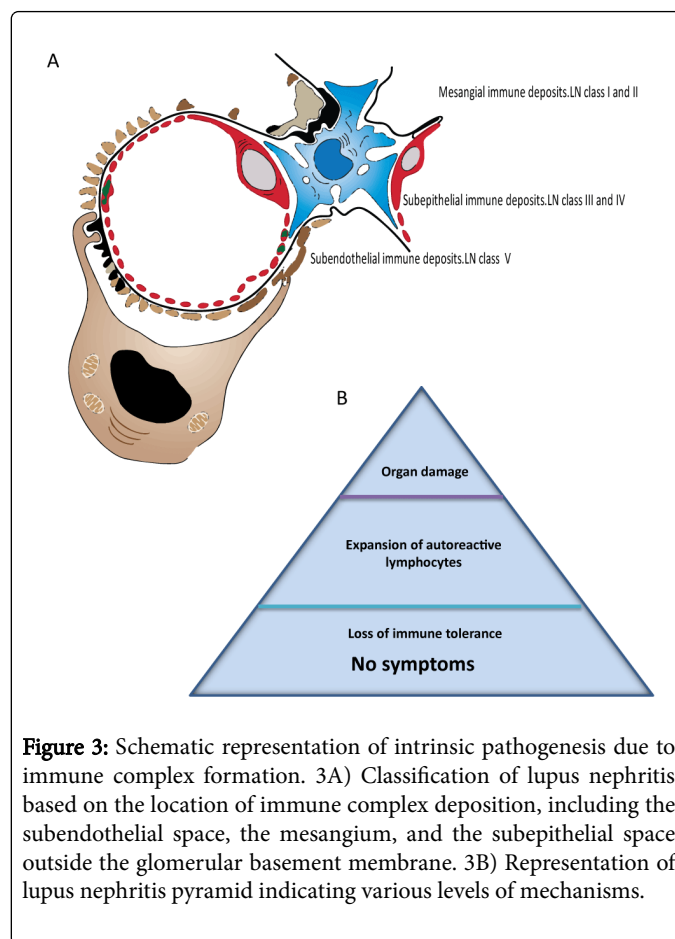 A
Mesangial immune deposits.LN class I and II
Subepithelial immune deposits.LN class III and IV
Subendothelial immune deposits.LN class V
B
Organ damage
Expansion of autoreactive
lymphocytes
Loss of immune tolerance
No symptoms
Figure 3: Schematic representation of intrinsic pathogenesis due to
immune complex formation. 3A) Classification of lupus nephritis
based on the location of immune complex deposition, including the
subendothelial space, the mesangium, and the subepithelial space
outside the glomerular basement membrane. 3B) Representation of
lupus nephritis pyramid indicating various levels of mechanisms.